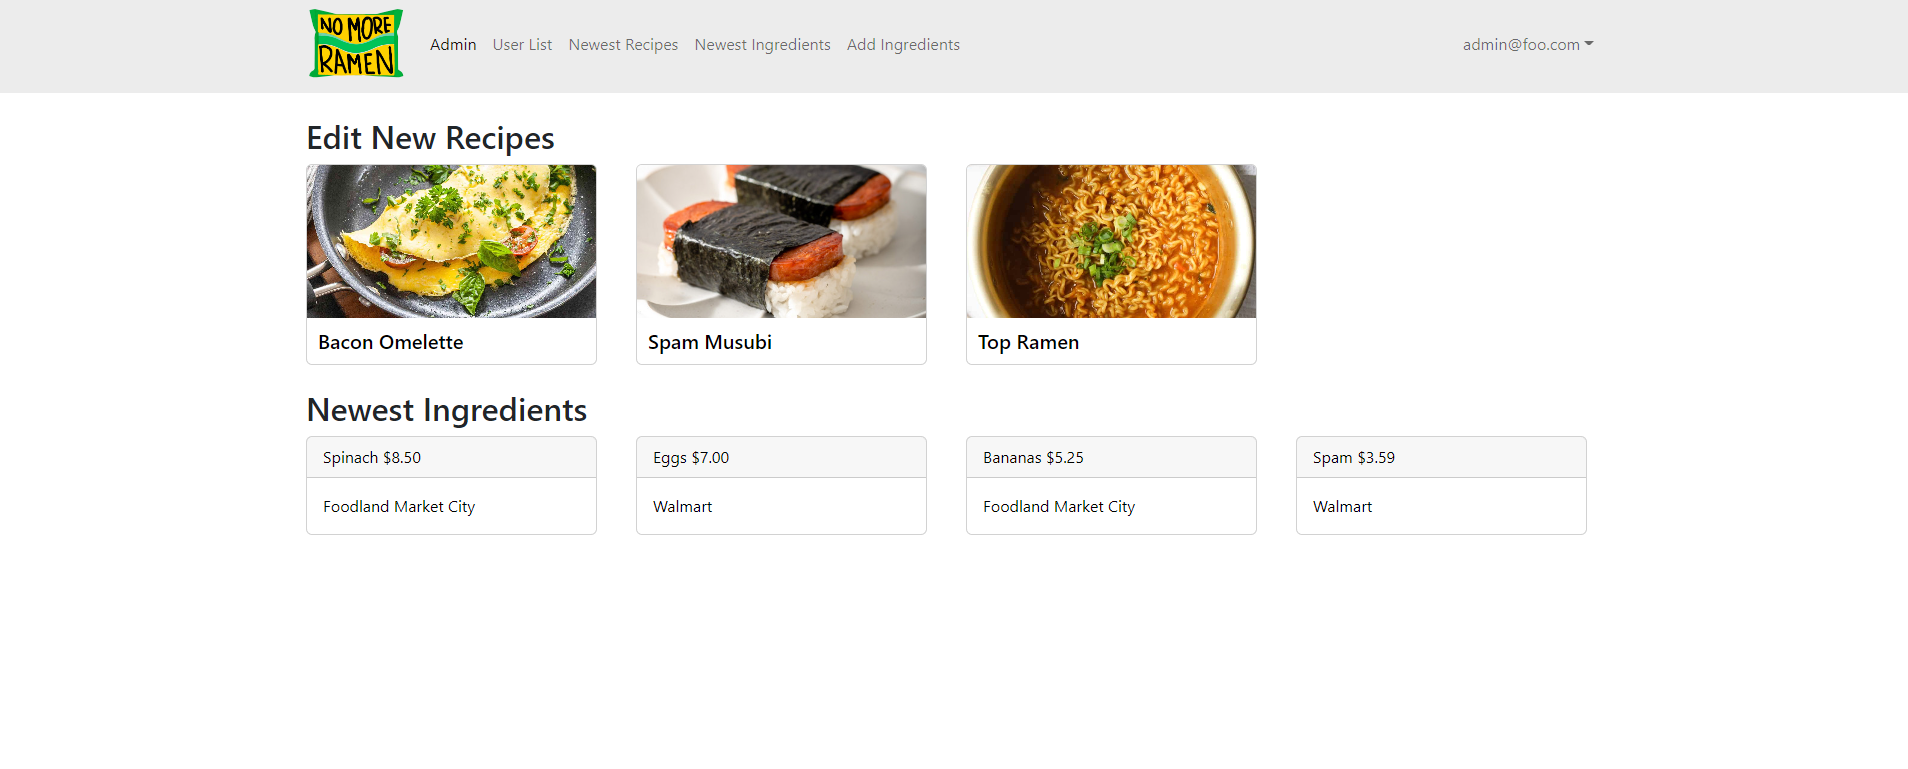 NO MORE
RAMEN
Admin User List Newest Recipes Newest Ingredients Add Ingredients admin@foo.com
Edit New Recipes
Bacon Omelette Spam Musubi Top Ramen
Newest Ingredients
Spinach $8.50 Eggs $7.00 Bananas $5.25 Spam $3.59
Foodland Market City Walmart Foodland Market City Walmart